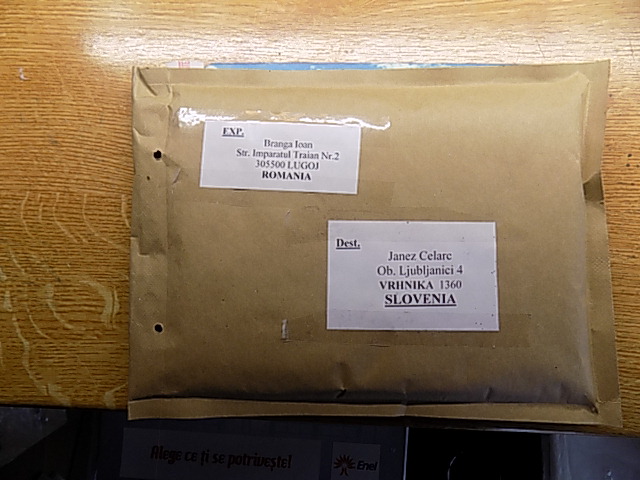 EXP.
Branga Ioan
Str. Imparatul Traian Nr.2
305500 LUGOJ
ROMANIA
Dest.
Janez Celarc
Ob. Ljubljanici 4
VRHNIKA 1360
SLOVENIA
Alege ce ți se potrivește!
Enel